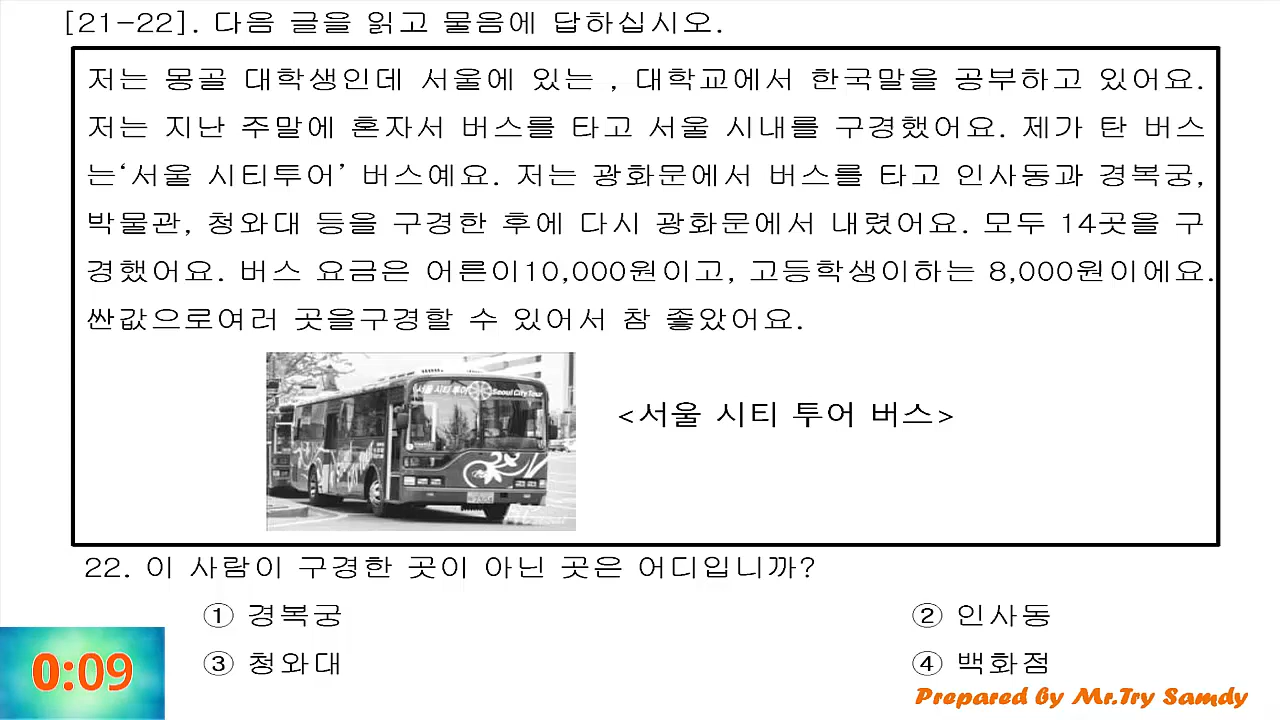 [21-22]. 다음 글을 읽고 물음에 답하십시오.
저는 몽골 대학생인데 서울에 있는 , 대학교에서 한국말을 공부하고 있어요.
저는 지난 주말에 혼자서 버스를 타고 서울 시내를 구경했어요. 제가 탄 버스
는‘서울 시티투어’ 버스예요. 저는 광화문에서 버스를 타고 인사동과 경복궁,
박물관, 청와대 등을 구경한 후에 다시 광화문에서 내렸어요. 모두 14곳을 구
경했어요. 버스 요금은 어른이10,000원이고, 고등학생이하는 8,000원이에요.
싼값으로여러 곳을구경할 수 있어서 참 좋았어요.
서울 시티 투어 Seoul City Tour
<서울 시티 투어 버스>
22. 이 사람이 구경한 곳이 아닌 곳은 어디입니까?
① 경복궁 ② 인사동
③ 청와대 ④ 백화점
0:09
Prepared by Mr.Try Samdy